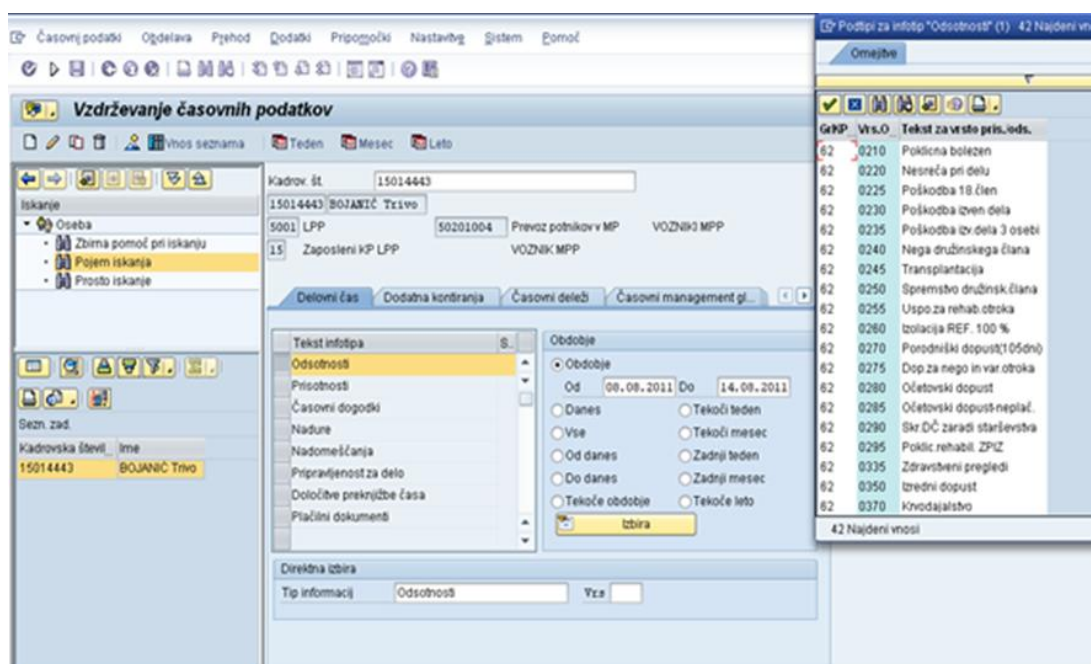 Časovni podatki Obdelava Prehod Dodatki Pripomočki Nastavitve Sistem Pomoč
Vzdrževanje časovnih podatkov
Vnos seznama Teden Mesec Leto
Iskanje
Oseba
Zbirna pomoč pri iskanju
Pojem iskanja
Prosto iskanje
Sezn. zad.
Kadrovska števil... Ime
15014443 BOJANIĆ Trivo
Kadrov. št. 15014443
15014443 BOJANIĆ Trivo
5001 LPP 50201004 Prevoz potnikov v MP VOZNIKI MPP
15 Zaposleni KP LPP VOZNIK MPP
Delovni čas Dodatna kontiranja Časovni deleži Časovni management gl...
Tekst infotipa S..
Odsotnosti
Prisotnosti
Časovni dogodki
Nadure
Nadomeščanja
Pripravljenost za delo
Določitve preknjižbe časa
Plačilni dokumenti
Obdobje
Obdobje
Od 08.08.2011 Do 14.08.2011
Danes Tekoči teden
Vse Tekoči mesec
Od danes Zadnji teden
Do danes Zadnji mesec
Tekoče obdobje Tekoče leto
Izbira
Direktna izbira
Tip informacij Odsotnosti Vrs
Podtipi za infotip "Odsotnosti" (1) 42 Najdeni vn
Omejitve
GrKP Vrs.O Tekst za vrsto pris./ods.
62 0210 Poklicna bolezen
62 0220 Nesreča pri delu
62 0225 Poškodba 18.člen
62 0230 Poškodba izven dela
62 0235 Poškodba izv.dela 3 osebi
62 0240 Nega družinskega člana
62 0245 Transplantacija
62 0250 Spremstvo družinsk.člana
62 0255 Uspo.za rehab.otroka
62 0260 Izolacija REF. 100 %
62 0270 Porodniški dopust(105dni)
62 0275 Dop.za nego in var.otroka
62 0280 Očetovski dopust
62 0285 Očetovski dopust-neplač.
62 0290 Skr.DČ zaradi starševstva
62 0295 Poklic.rehabil. ZPIZ
62 0335 Zdravstveni pregledi
62 0350 Izredni dopust
62 0370 Krvodajalstvo
42 Najdeni vnosi